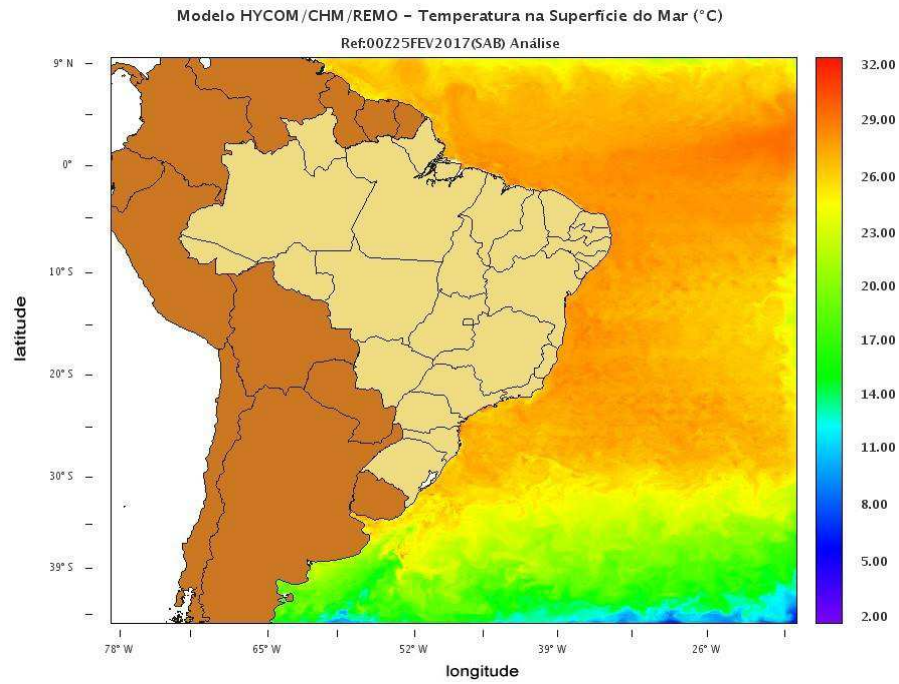 Modelo HYCOM/CHM/REMO - Temperatura na Superfície do Mar (°C)
Ref:00Z25FEV2017(SAB) Análise
9° N
0°
10°S
20°S
30°S
39°S
latitude
78°W
65°W
52°W
39°W
26°W
longitude
32.00
29.00
26.00
23.00
20.00
17.00
14.00
11.00
8.00
5.00
2.00